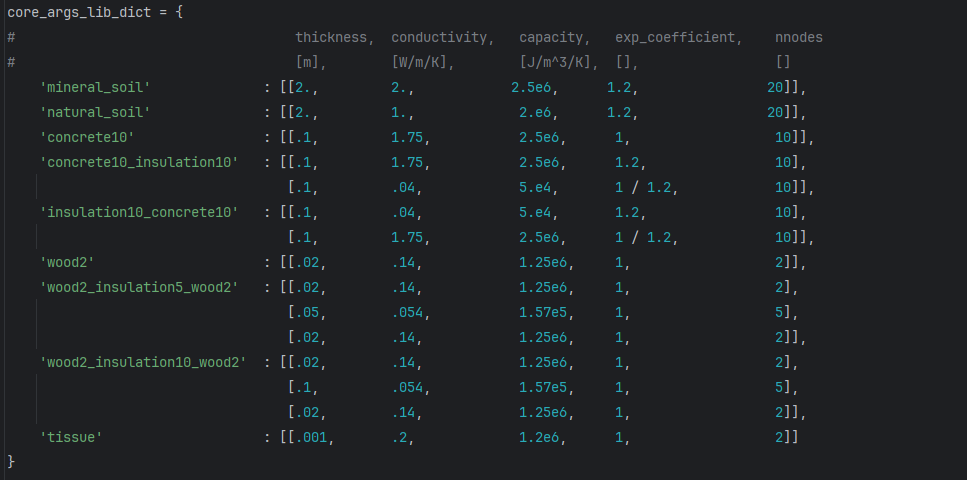 core_args_lib_dict = {
#                                   thickness,  conductivity,   capacity,   exp_coefficient,    nnodes
#                                   [m],        [W/m/K],        [J/m^3/K],  [],                 []
    'mineral_soil'              : [[2.,         2.,            2.5e6,      1.2,                20]],
    'natural_soil'              : [[2.,         1.,             2.e6,      1.2,                20]],
    'concrete10'                : [[.1,         1.75,           2.5e6,      1,                  10]],
    'concrete10_insulation10'   : [[.1,         1.75,           2.5e6,      1.2,                10],
                                   [.1,         .04,            5.e4,       1 / 1.2,            10]],
    'insulation10_concrete10'   : [[.1,         .04,            5.e4,       1.2,                10],
                                   [.1,         1.75,           2.5e6,      1 / 1.2,            10]],
    'wood2'                     : [[.02,        .14,            1.25e6,     1,                  2]],
    'wood2_insulation5_wood2'   : [[.02,        .14,            1.25e6,     1,                  2],
                                   [.05,        .054,           1.57e5,     1,                  5],
                                   [.02,        .14,            1.25e6,     1,                  2]],
    'wood2_insulation10_wood2'  : [[.02,        .14,            1.25e6,     1,                  2],
                                   [.1,         .054,           1.57e5,     1,                  5],
                                   [.02,        .14,            1.25e6,     1,                  2]],
    'tissue'                    : [[.001,       .2,             1.2e6,      1,                  2]]
}